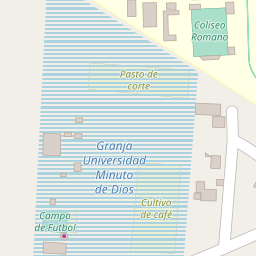 Coliseo
Romano
Pasto de
corte
Granja
Universidad
Minuto
de Dios
Cultivo
de café
Campo
de Futbol